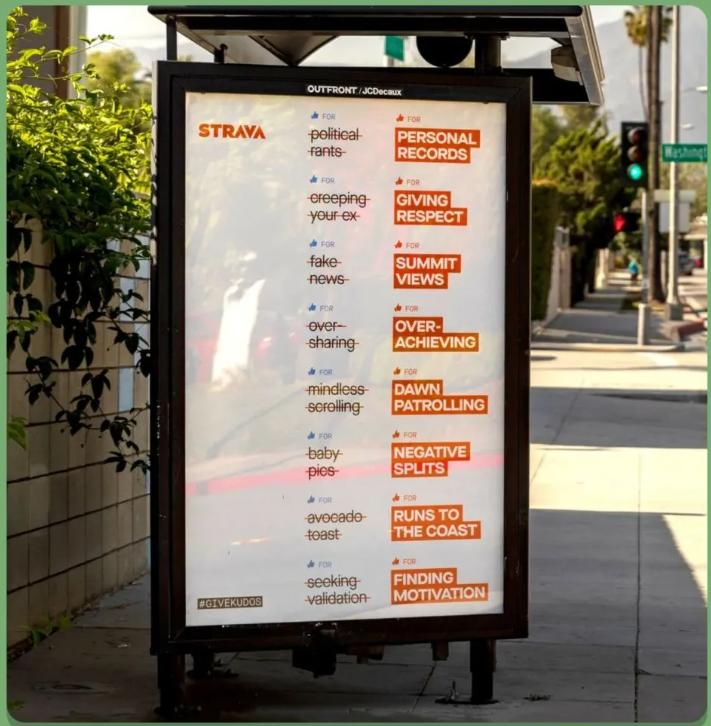 OUTFRONT / JCDecaux
STRAVA
FOR
political
rants
FOR
PERSONAL
RECORDS
FOR
creeping
your ex
FOR
GIVING
RESPECT
FOR
fake
news
FOR
SUMMIT
VIEWS
FOR
over-
sharing
FOR
OVER-
ACHIEVING
FOR
mindless
scrolling
FOR
DAWN
PATROLLING
FOR
baby
pics
FOR
NEGATIVE
SPLITS
FOR
avocado
toast
FOR
RUNS TO
THE COAST
FOR
seeking
validation
FOR
FINDING
MOTIVATION
#GIVEKUDOS
Washingt